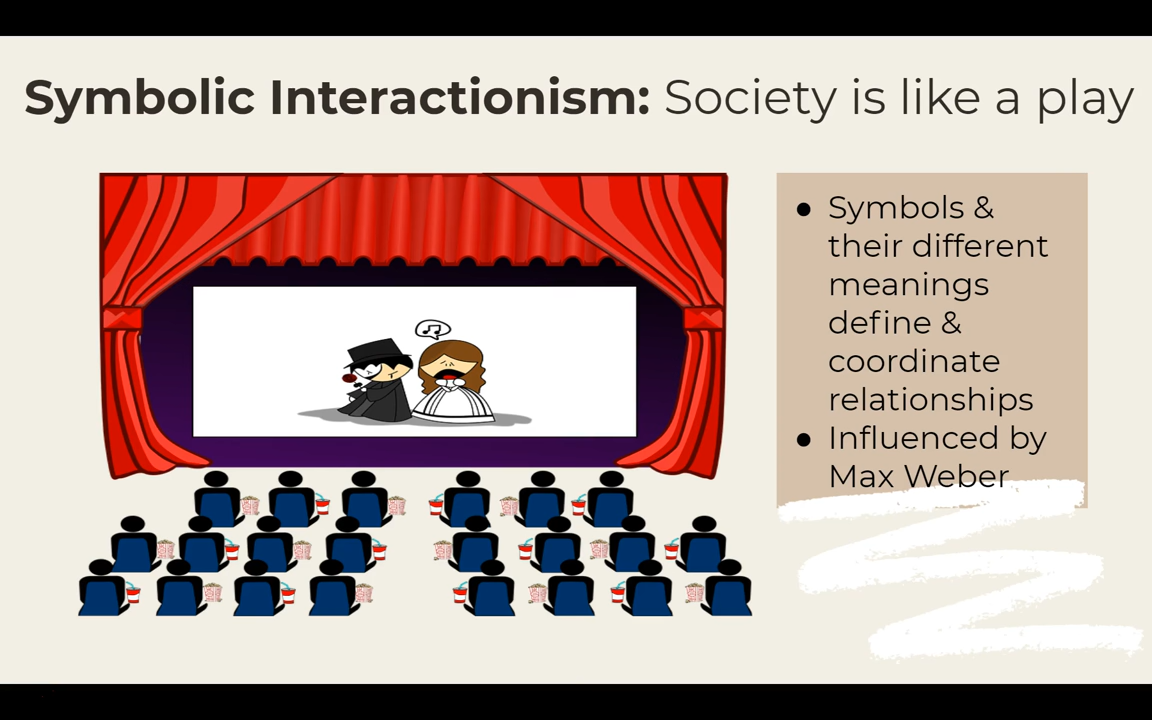 Symbolic Interactionism: Society is like a play
● Symbols &
their different
meanings
define &
coordinate
relationships
● Influenced by
Max Weber